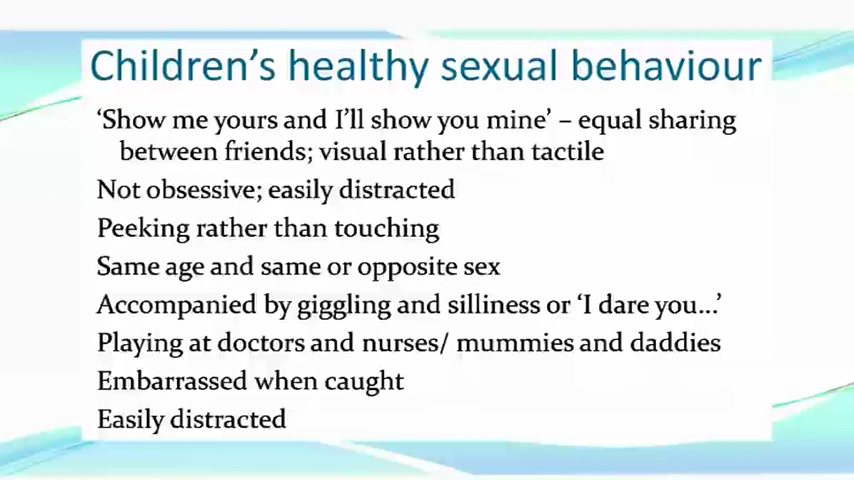 Children's healthy sexual behaviour
'Show me yours and I'll show you mine' – equal sharing
between friends; visual rather than tactile
Not obsessive; easily distracted
Peeking rather than touching
Same age and same or opposite sex
Accompanied by giggling and silliness or 'I dare you...'
Playing at doctors and nurses/ mummies and daddies
Embarrassed when caught
Easily distracted